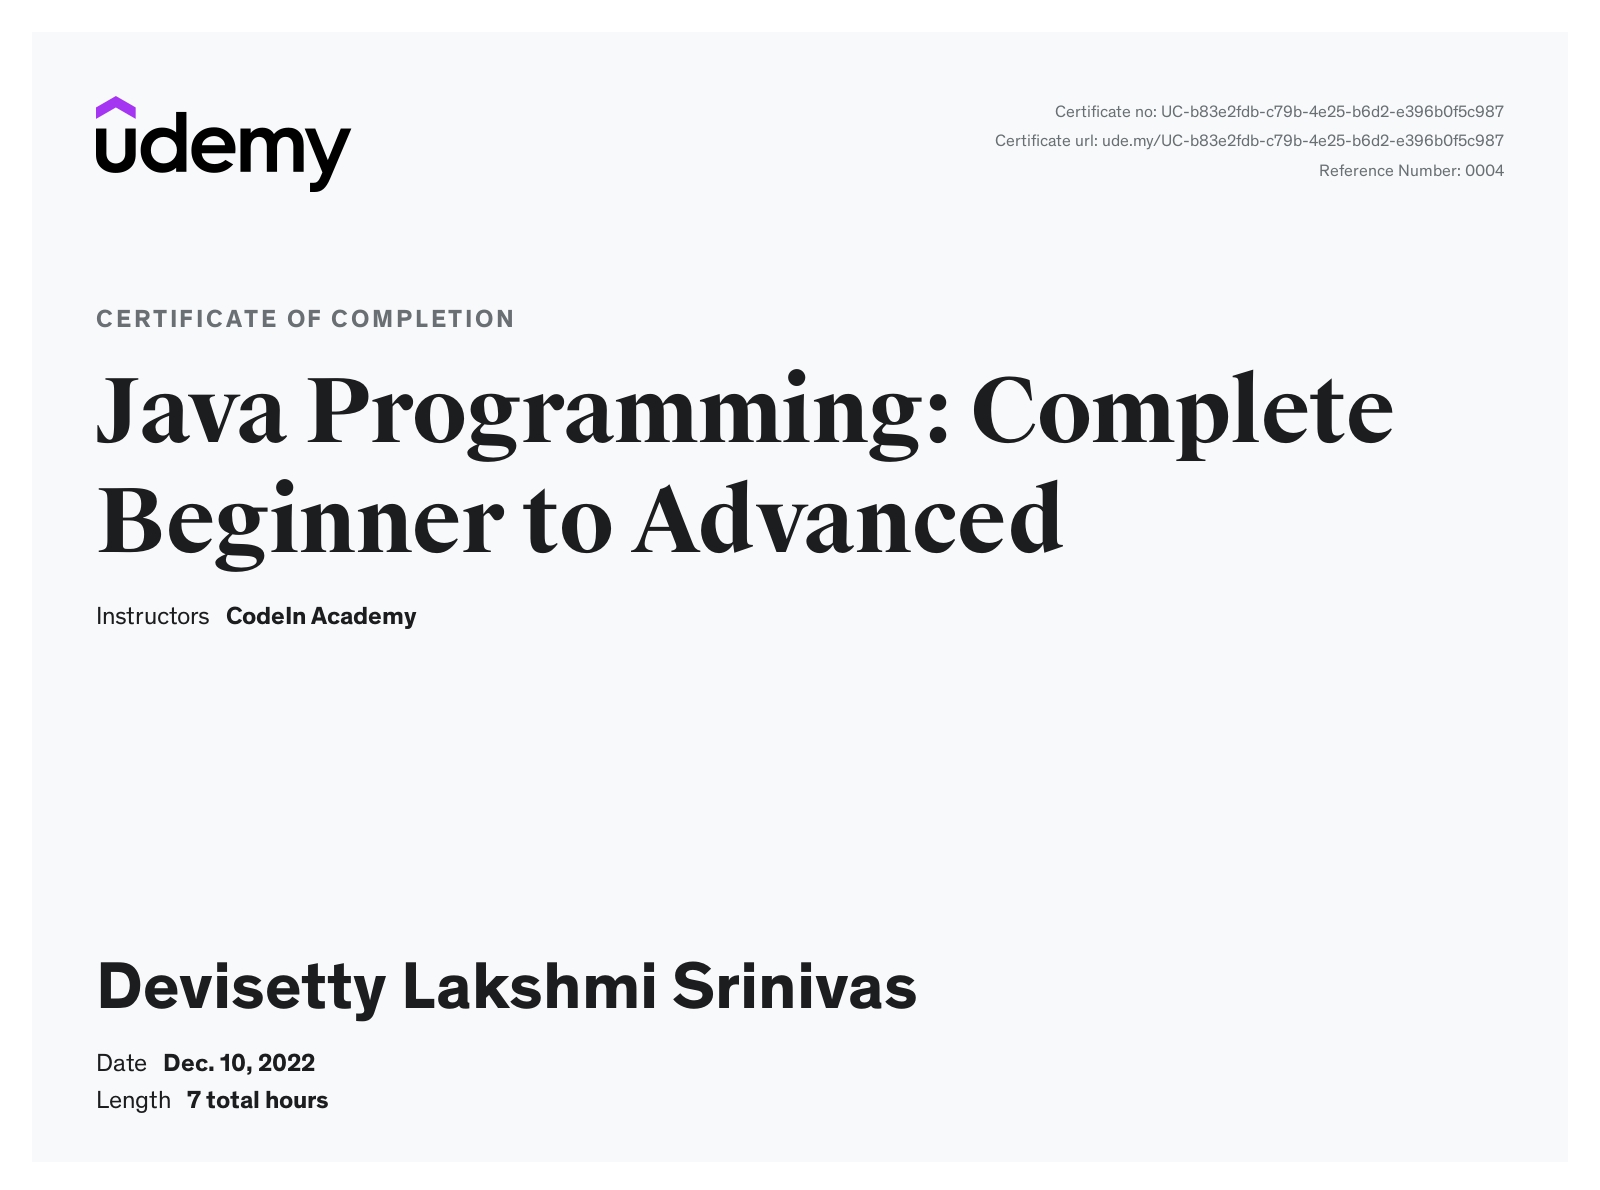 udemy
Certificate no: UC-b83e2fdb-c79b-4e25-b6d2-e396b0f5c987
Certificate url: ude.my/UC-b83e2fdb-c79b-4e25-b6d2-e396b0f5c987
Reference Number: 0004
CERTIFICATE OF COMPLETION
Java Programming: Complete
Beginner to Advanced
Instructors CodeIn Academy
Devisetty Lakshmi Srinivas
Date Dec. 10, 2022
Length 7 total hours